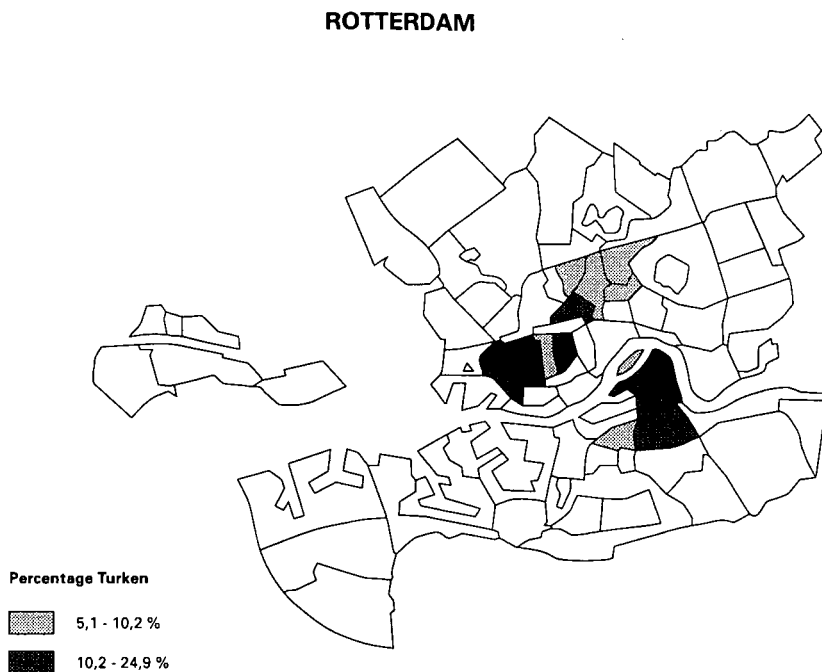 ROTTERDAM
Percentage Turken
5,1 - 10,2 %
10,2 - 24,9 %